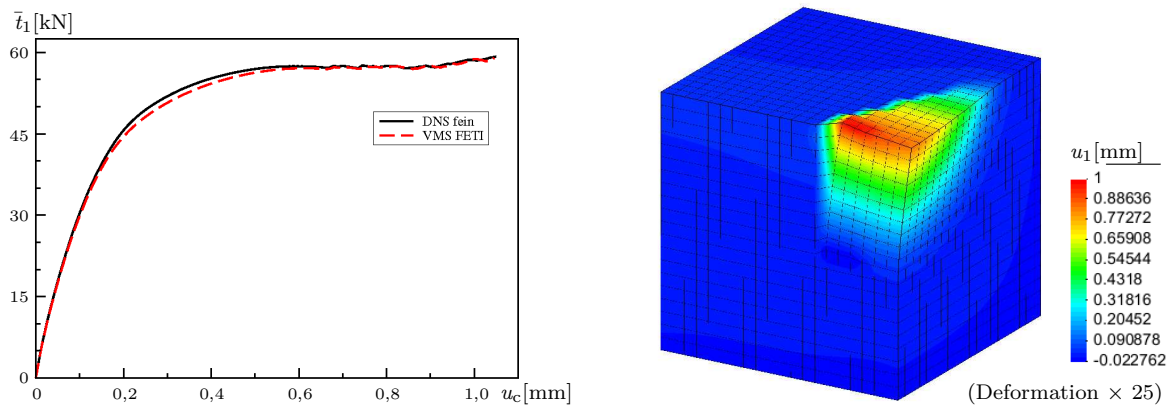 t̄₁[kN]
60
45
30
15
0
0 0,2 0,4 0,6 0,8 1,0 u_c[mm]
DNS fein
VMS FETI
u₁[mm]
1
0.88636
0.77272
0.65908
0.54544
0.4318
0.31816
0.20452
0.090878
-0.022762
(Deformation × 25)